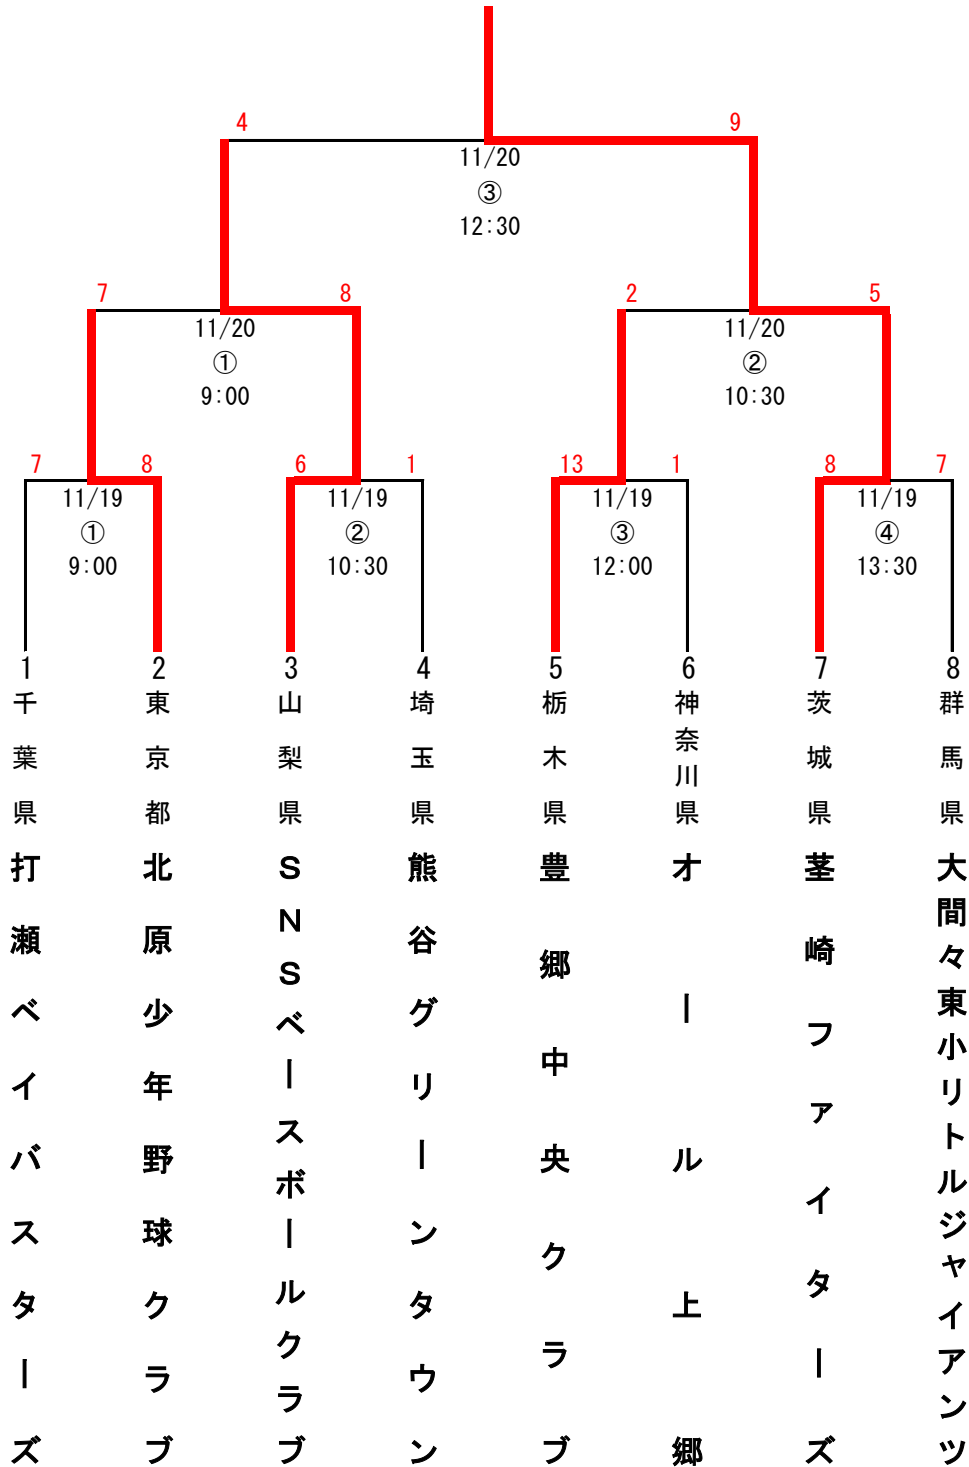 4 9
11/20
③
12:30
7 8 2 5
11/20 11/20
① ②
9:00 10:30
7 8 6 1 13 1 8 7
11/19 11/19 11/19 11/19
① ② ③ ④
9:00 10:30 12:00 13:30
1 2 3 4 5 6 7 8
千葉県
打瀬ベイバスターズ
東京都
北原少年野球クラブ
山梨県
SNSベースボールクラブ
埼玉県
熊谷グリーンタウン
栃木県
豊郷中央クラブ
神奈川県
オール上郷
茨城県
茎崎ファイターズ
群馬県
大間々東小リトルジャイアンツ